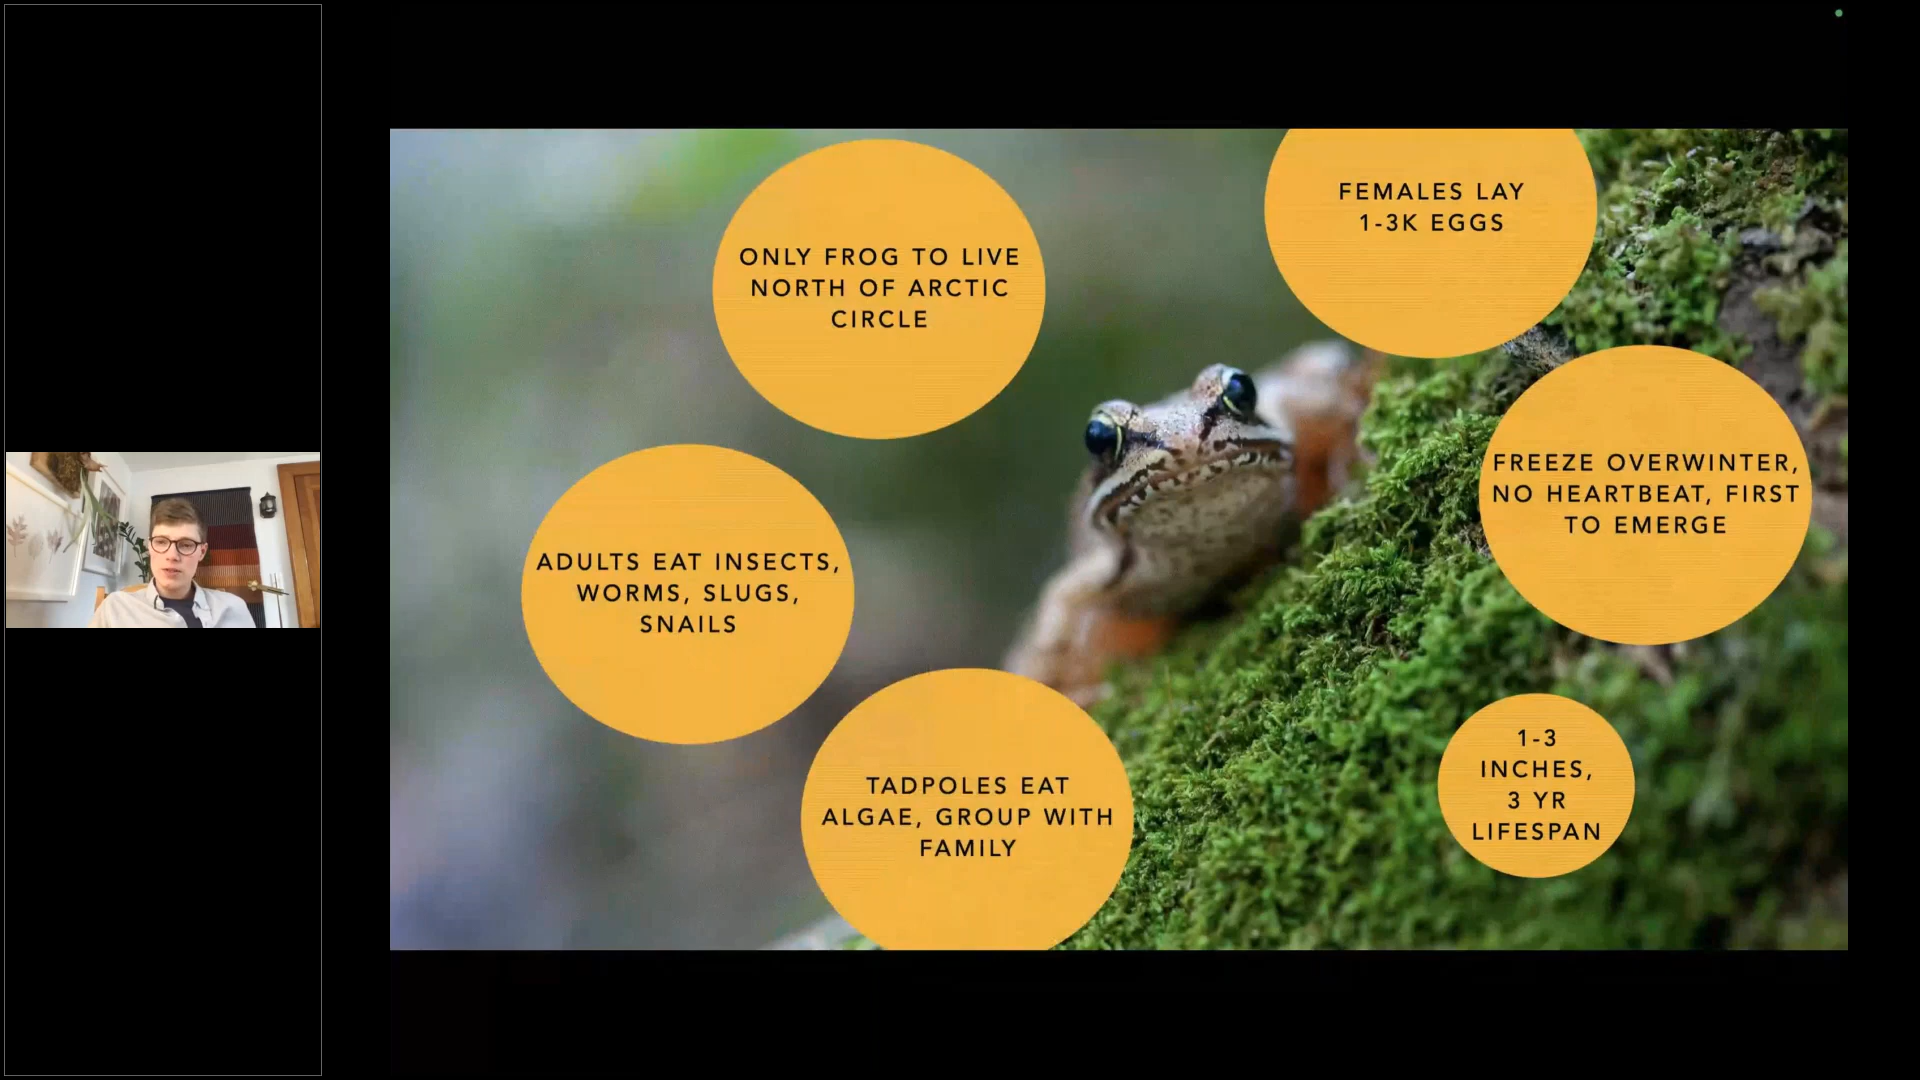 ONLY FROG TO LIVE
NORTH OF ARCTIC
CIRCLE
FEMALES LAY
1-3K EGGS
FREEZE OVERWINTER,
NO HEARTBEAT, FIRST
TO EMERGE
ADULTS EAT INSECTS,
WORMS, SLUGS,
SNAILS
TADPOLES EAT
ALGAE, GROUP WITH
FAMILY
1-3
INCHES,
3 YR
LIFESPAN